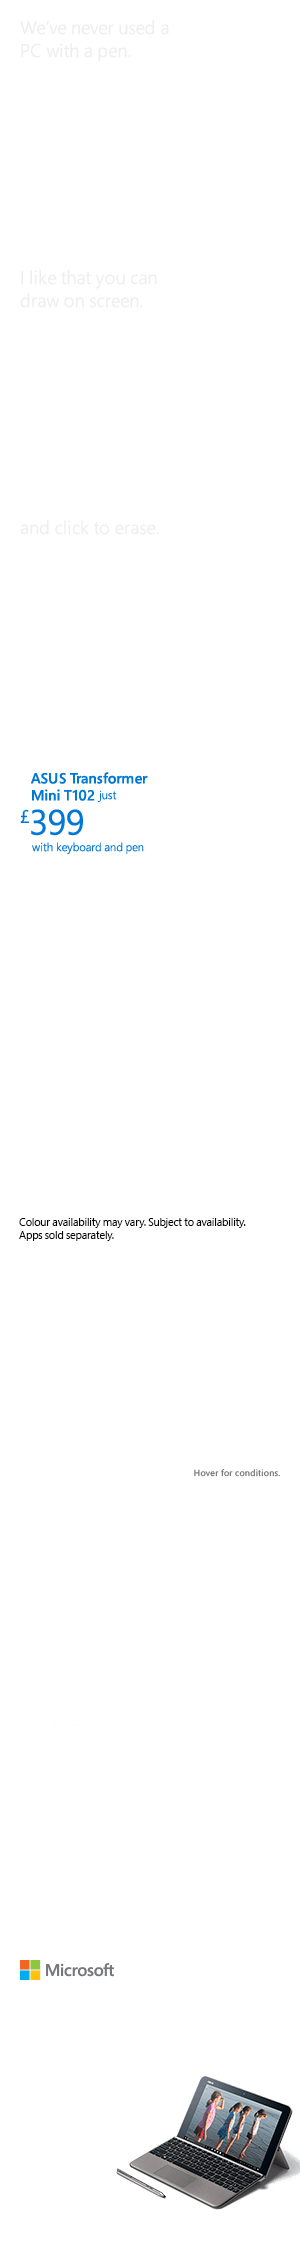 We've never used a
PC with a pen.
I like that you can
draw on screen.
and click to erase.
ASUS Transformer
Mini T102 just
£399
with keyboard and pen
Colour availability may vary. Subject to availability.
Apps sold separately.
Hover for conditions.
Microsoft